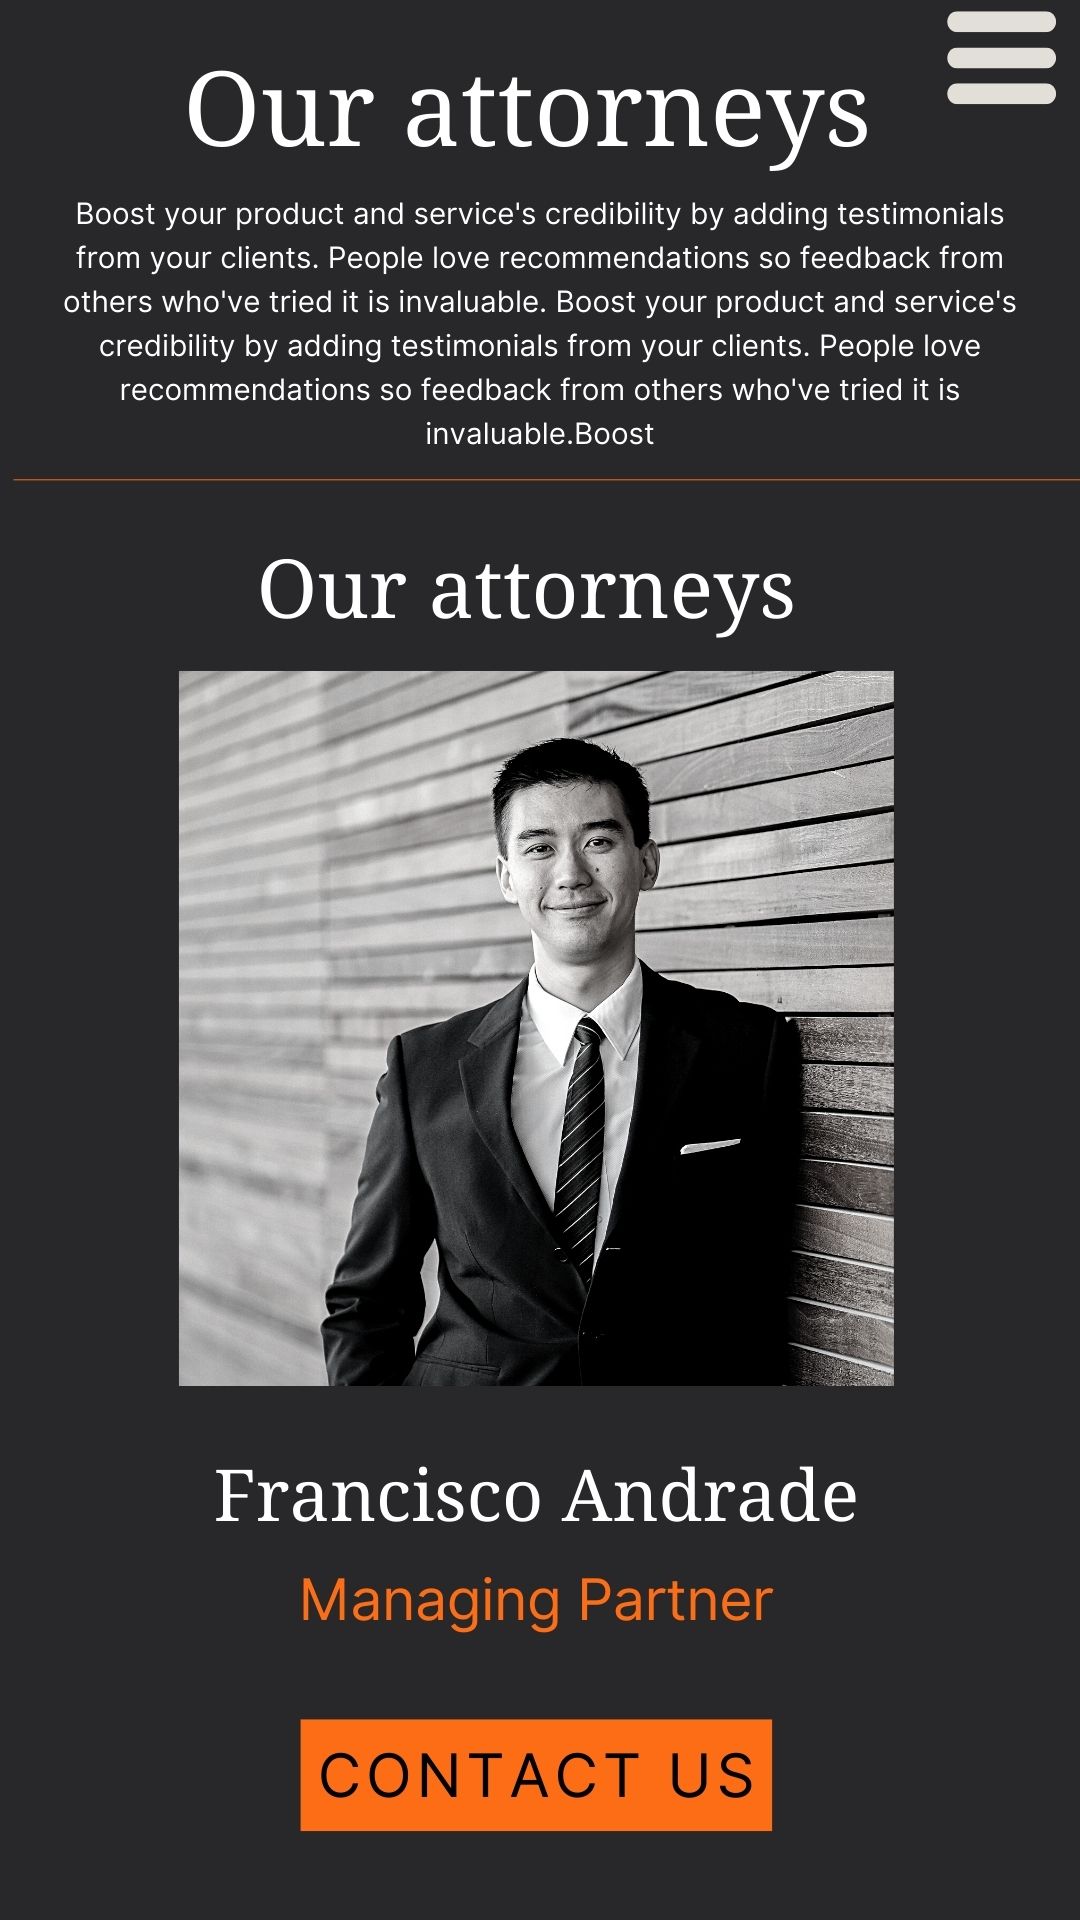 Our attorneys
Boost your product and service's credibility by adding testimonials
from your clients. People love recommendations so feedback from
others who've tried it is invaluable. Boost your product and service's
credibility by adding testimonials from your clients. People love
recommendations so feedback from others who've tried it is
invaluable.Boost
Our attorneys
Francisco Andrade
Managing Partner
CONTACT US